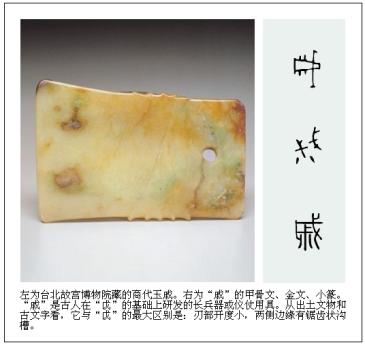 左为台北故宫博物院藏的商代玉戚。右为“戚”的甲骨文、金文、小篆。
“戚”是古人在“戉”的基础上研发的长兵器或仪使用具。从出土文物和
古文字看，它与“戉”的最大区别是：刃部开度小，两侧边缘有锯齿状沟
槽。